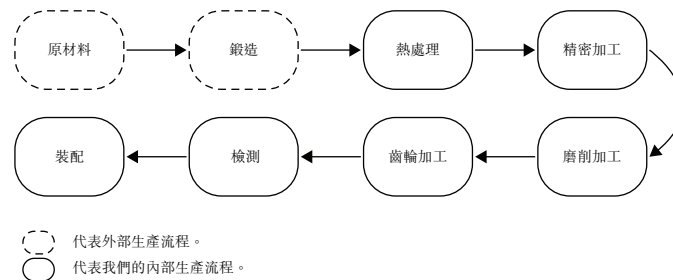 原材料
鍛造
熱處理
精密加工
磨削加工
齒輪加工
檢測
裝配
代表外部生產流程。
代表我們的內部生產流程。